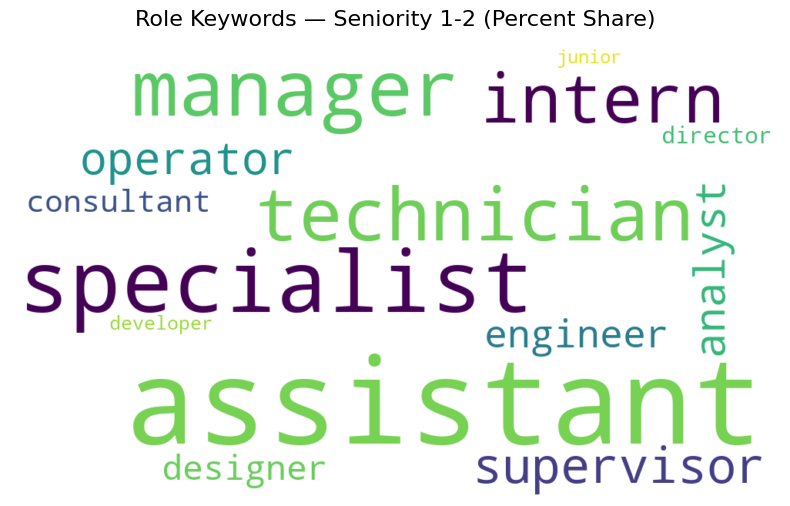 Role Keywords — Seniority 1-2 (Percent Share)
junior
manager
intern
director
operator
consultant
technician
analyst
specialist
developer
engineer
assistant
designer
supervisor